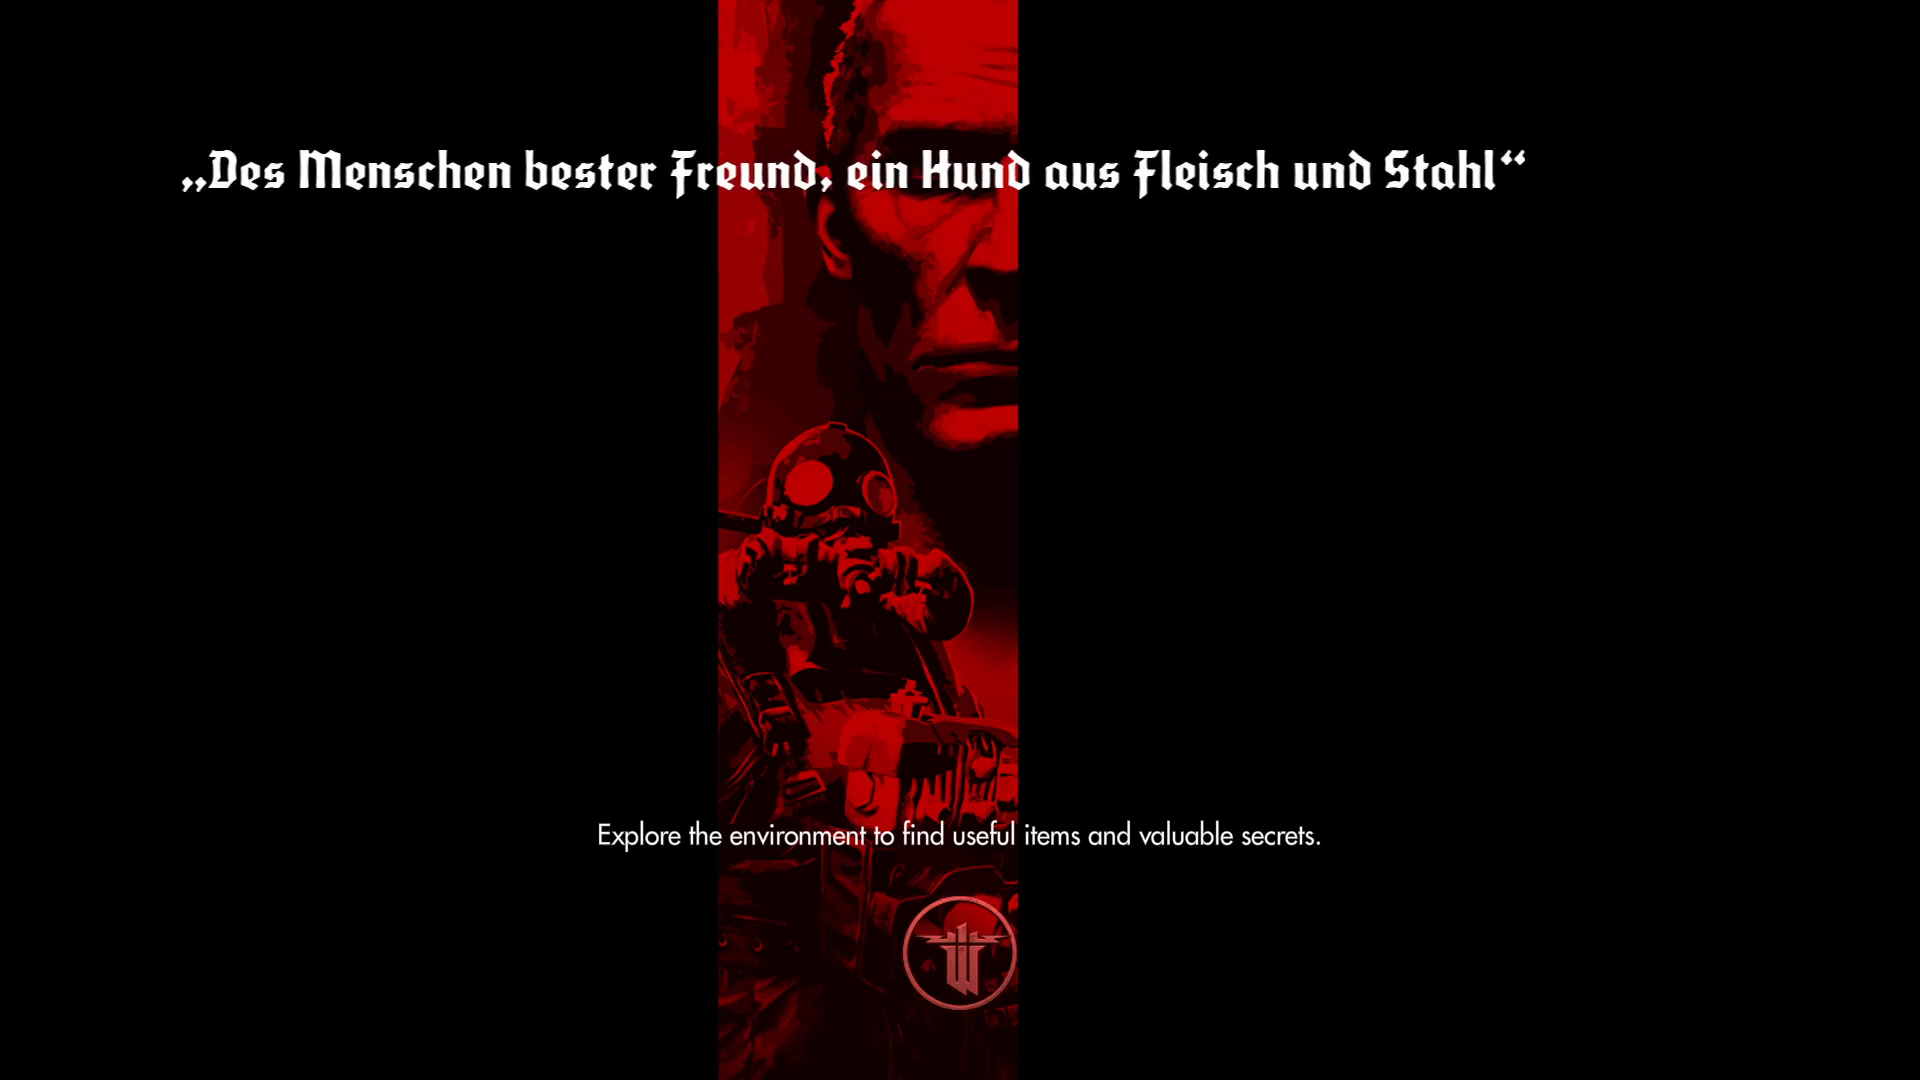 „Des Menschen bester Freund, ein Hund aus Fleisch und Stahl“
Explore the environment to find useful items and valuable secrets.